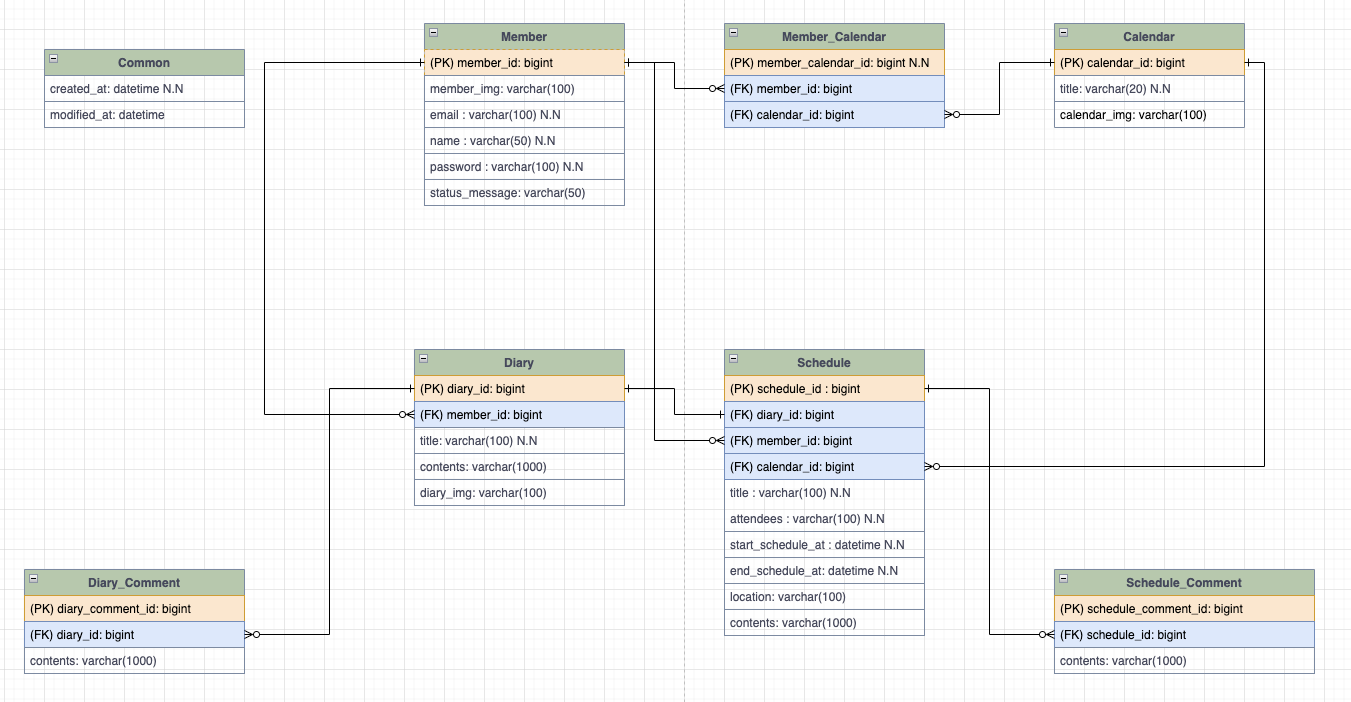 Common
created_at: datetime N.N
modified_at: datetime
Member
(PK) member_id: bigint
member_img: varchar(100)
email : varchar(100) N.N
name : varchar(50) N.N
password : varchar(100) N.N
status_message: varchar(50)
Member_Calendar
(PK) member_calendar_id: bigint N.N
(FK) member_id: bigint
(FK) calendar_id: bigint
Calendar
(PK) calendar_id: bigint
title: varchar(20) N.N
calendar_img: varchar(100)
Diary
(PK) diary_id: bigint
(FK) member_id: bigint
title: varchar(100) N.N
contents: varchar(1000)
diary_img: varchar(100)
Schedule
(PK) schedule_id : bigint
(FK) diary_id: bigint
(FK) member_id: bigint
(FK) calendar_id: bigint
title : varchar(100) N.N
attendees : varchar(100) N.N
start_schedule_at : datetime N.N
end_schedule_at: datetime N.N
location: varchar(100)
contents: varchar(1000)
Diary_Comment
(PK) diary_comment_id: bigint
(FK) diary_id: bigint
contents: varchar(1000)
Schedule_Comment
(PK) schedule_comment_id: bigint
(FK) schedule_id: bigint
contents: varchar(1000)